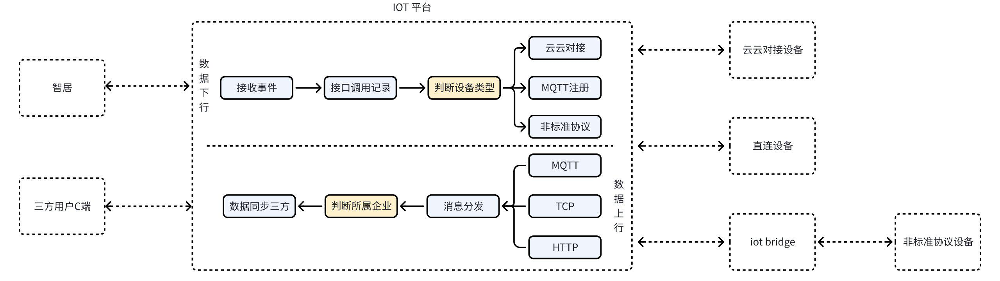 IOT 平台
智居
三方用户C端
数据下行
接收事件
接口调用记录
判断设备类型
云云对接
MQTT注册
非标准协议
数据同步三方
判断所属企业
消息分发
MQTT
TCP
HTTP
数据上行
云云对接设备
直连设备
iot bridge
非标准协议设备